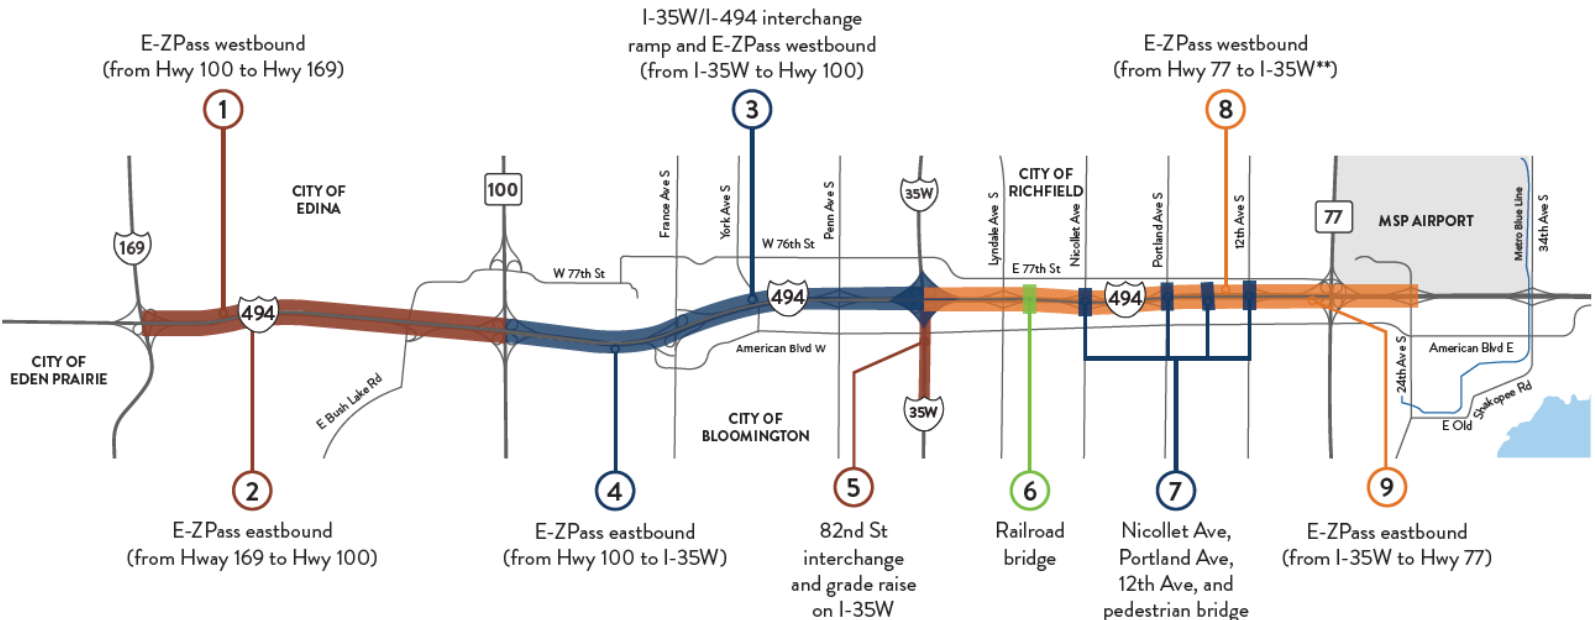 E-ZPass westbound
(from Hwy 100 to Hwy 169)
1
I-35W/I-494 interchange
ramp and E-ZPass westbound
(from I-35W to Hwy 100)
3
E-ZPass westbound
(from Hwy 77 to I-35W**)
8
169
CITY OF
EDINA
100
W 77th St
France Ave S
York Ave S
W 76th St
Penn Ave S
35W
Lyndale Ave S
CITY OF
RICHFIELD
Nicollet Ave
E 77th St
Portland Ave S
12th Ave S
77
MSP AIRPORT
Metro Blue Line
34th Ave S
494
494
494
CITY OF
EDEN PRAIRIE
E Bush Lake Rd
American Blvd W
CITY OF
BLOOMINGTON
35W
24th Ave S
American Blvd E
E Old
Shakopee Rd
2
E-ZPass eastbound
(from Hway 169 to Hwy 100)
4
E-ZPass eastbound
(from Hwy 100 to I-35W)
5
82nd St
interchange
and grade raise
on I-35W
6
Railroad
bridge
7
Nicollet Ave,
Portland Ave,
12th Ave, and
pedestrian bridge
9
E-ZPass eastbound
(from I-35W to Hwy 77)